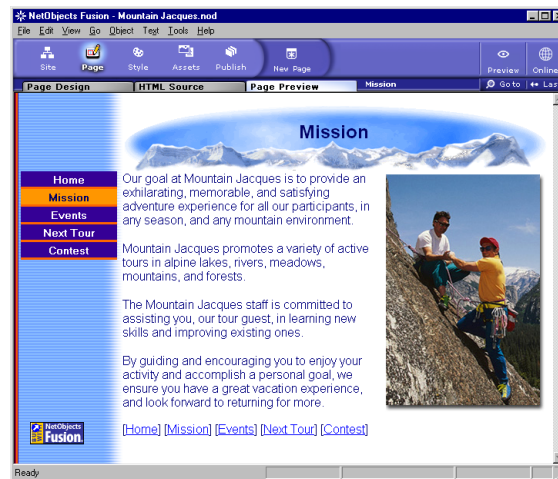 NetObjects Fusion - Mountain Jacques.nod
File Edit View Go Object Text Tools Help
Site Page Style Assets Publish New Page Preview Online
Page Design HTML Source Page Preview Mission Go to Las
Mission
Home
Mission
Events
Next Tour
Contest
Our goal at Mountain Jacques is to provide an
exhilarating, memorable, and satisfying
adventure experience for all our participants, in
any season, and any mountain environment.
Mountain Jacques promotes a variety of active
tours in alpine lakes, rivers, meadows,
mountains, and forests.
The Mountain Jacques staff is committed to
assisting you, our tour guest, in learning new
skills and improving existing ones.
By guiding and encouraging you to enjoy your
activity and accomplish a personal goal, we
ensure you have a great vacation experience,
and look forward to returning for more.
[Home] [Mission] [Events] [Next Tour] [Contest]
NetObjects
Fusion
Ready